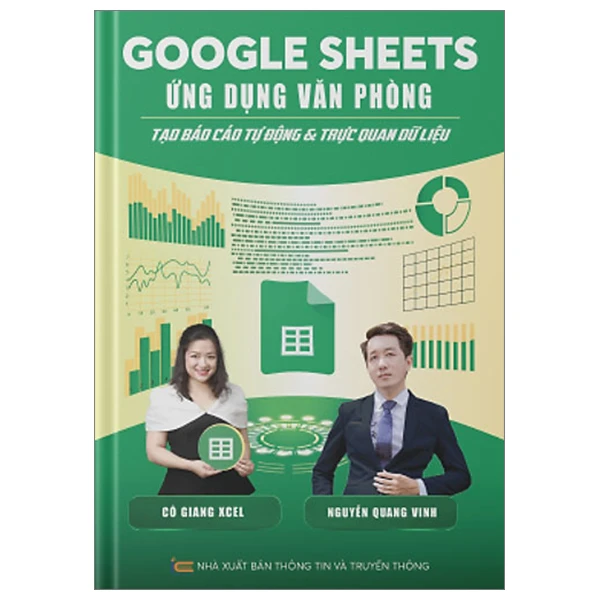 GOOGLE SHEETS
ỨNG DỤNG VĂN PHÒNG
TẠO BÁO CÁO TỰ ĐỘNG & TRỰC QUAN DỮ LIỆU
CÔ GIANG XCEL
NGUYỄN QUANG VINH
NHÀ XUẤT BẢN THÔNG TIN VÀ TRUYỀN THÔNG